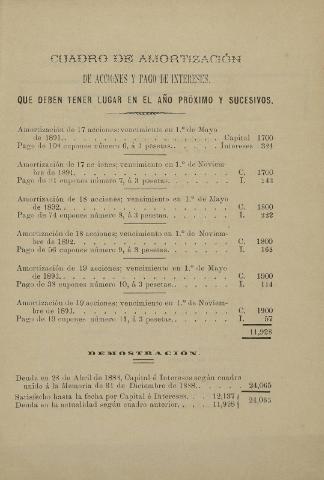 CUADRO DE AMORTIZACIÓN
DE ACCIONES Y PAGO DE INTERESES,
QUE DEBEN TENER LUGAR EN EL AÑO PRÓXIMO Y SUCESIVOS.
Amortización de 17 acciones; vencimiento en 1.º de Mayo
de 1891. . . . . . . . . . . . . . . . Capital 1700
Pago de 108 cupones número 6, á 3 pesetas. . Intereses 324
Amortización de 17 acciones; vencimiento en 1.º de Noviem-
bre de 1891. . . . . . . . . . . . . . . C. 1700
Pago de 91 cupones número 7, á 3 pesetas. . . . I.
Amortización de 18 acciones; vencimiento en 1.º de Mayo
de 1892. . . . . . . . . . . . . . . . C. 1800
Pago de 74 cupones número 8, á 3 pesetas. . . . I. 222
Amortización de 18 acciones; vencimiento en 1.º de Noviem-
bre de 1892. . . . . . . . . . . . . . . C. 1800
Pago de 56 cupones número 9, á 3 pesetas. . . . I. 168
Amortización de 19 acciones; vencimiento en 1.º de Mayo
de 1893. . . . . . . . . . . . . . . . C. 1900
Pago de 38 cupones número 10, á 3 pesetas. . . . I. 114
Amortización de 19 acciones; vencimiento en 1.º de Noviem-
bre de 1893. . . . . . . . . . . . . . . C. 1900
Pago de 19 cupones número 11, á 3 pesetas. . . . I. 57
11,928
DEMOSTRACIÓN.
Deuda en 28 de Abril de 1888, Capital é Intereses según cuadro
unido á la Memoria de 31 de Diciembre de 1888. . . . 24,065
Satisfecho hasta la fecha por Capital é Intereses. . . 12,137
Deuda en la actualidad según cuadro anterior. . . . 11,928 24,065